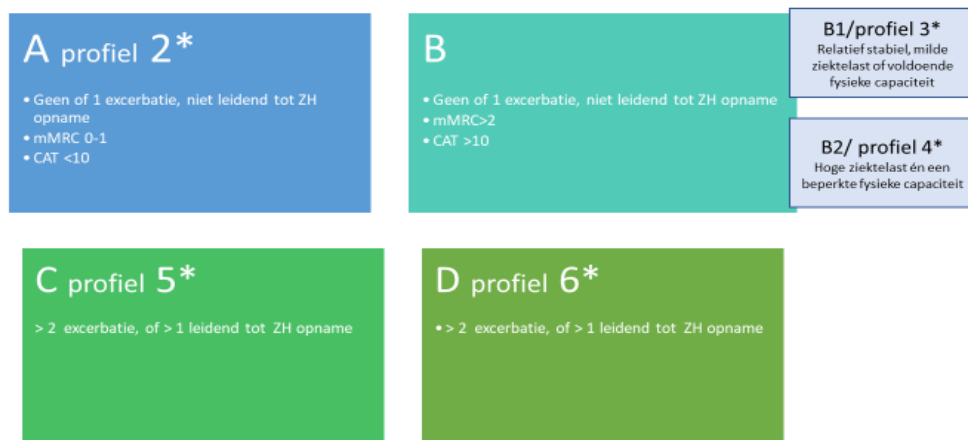 A profiel 2*
• Geen of 1 excerbatie, niet leidend tot ZH
opname
• mMRC 0-1
• CAT <10
B
• Geen of 1 excerbatie, niet leidend tot ZH opname
• mMRC>2
• CAT >10
B1/profiel 3*
Relatief stabiel, milde
ziektelast of voldoende
fysieke capaciteit
B2/ profiel 4*
Hoge ziektelast én een
beperkte fysieke capaciteit
C profiel 5*
> 2 excerbatie, of > 1 leidend tot ZH opname
D profiel 6*
• > 2 excerbatie, of > 1 leidend tot ZH opname